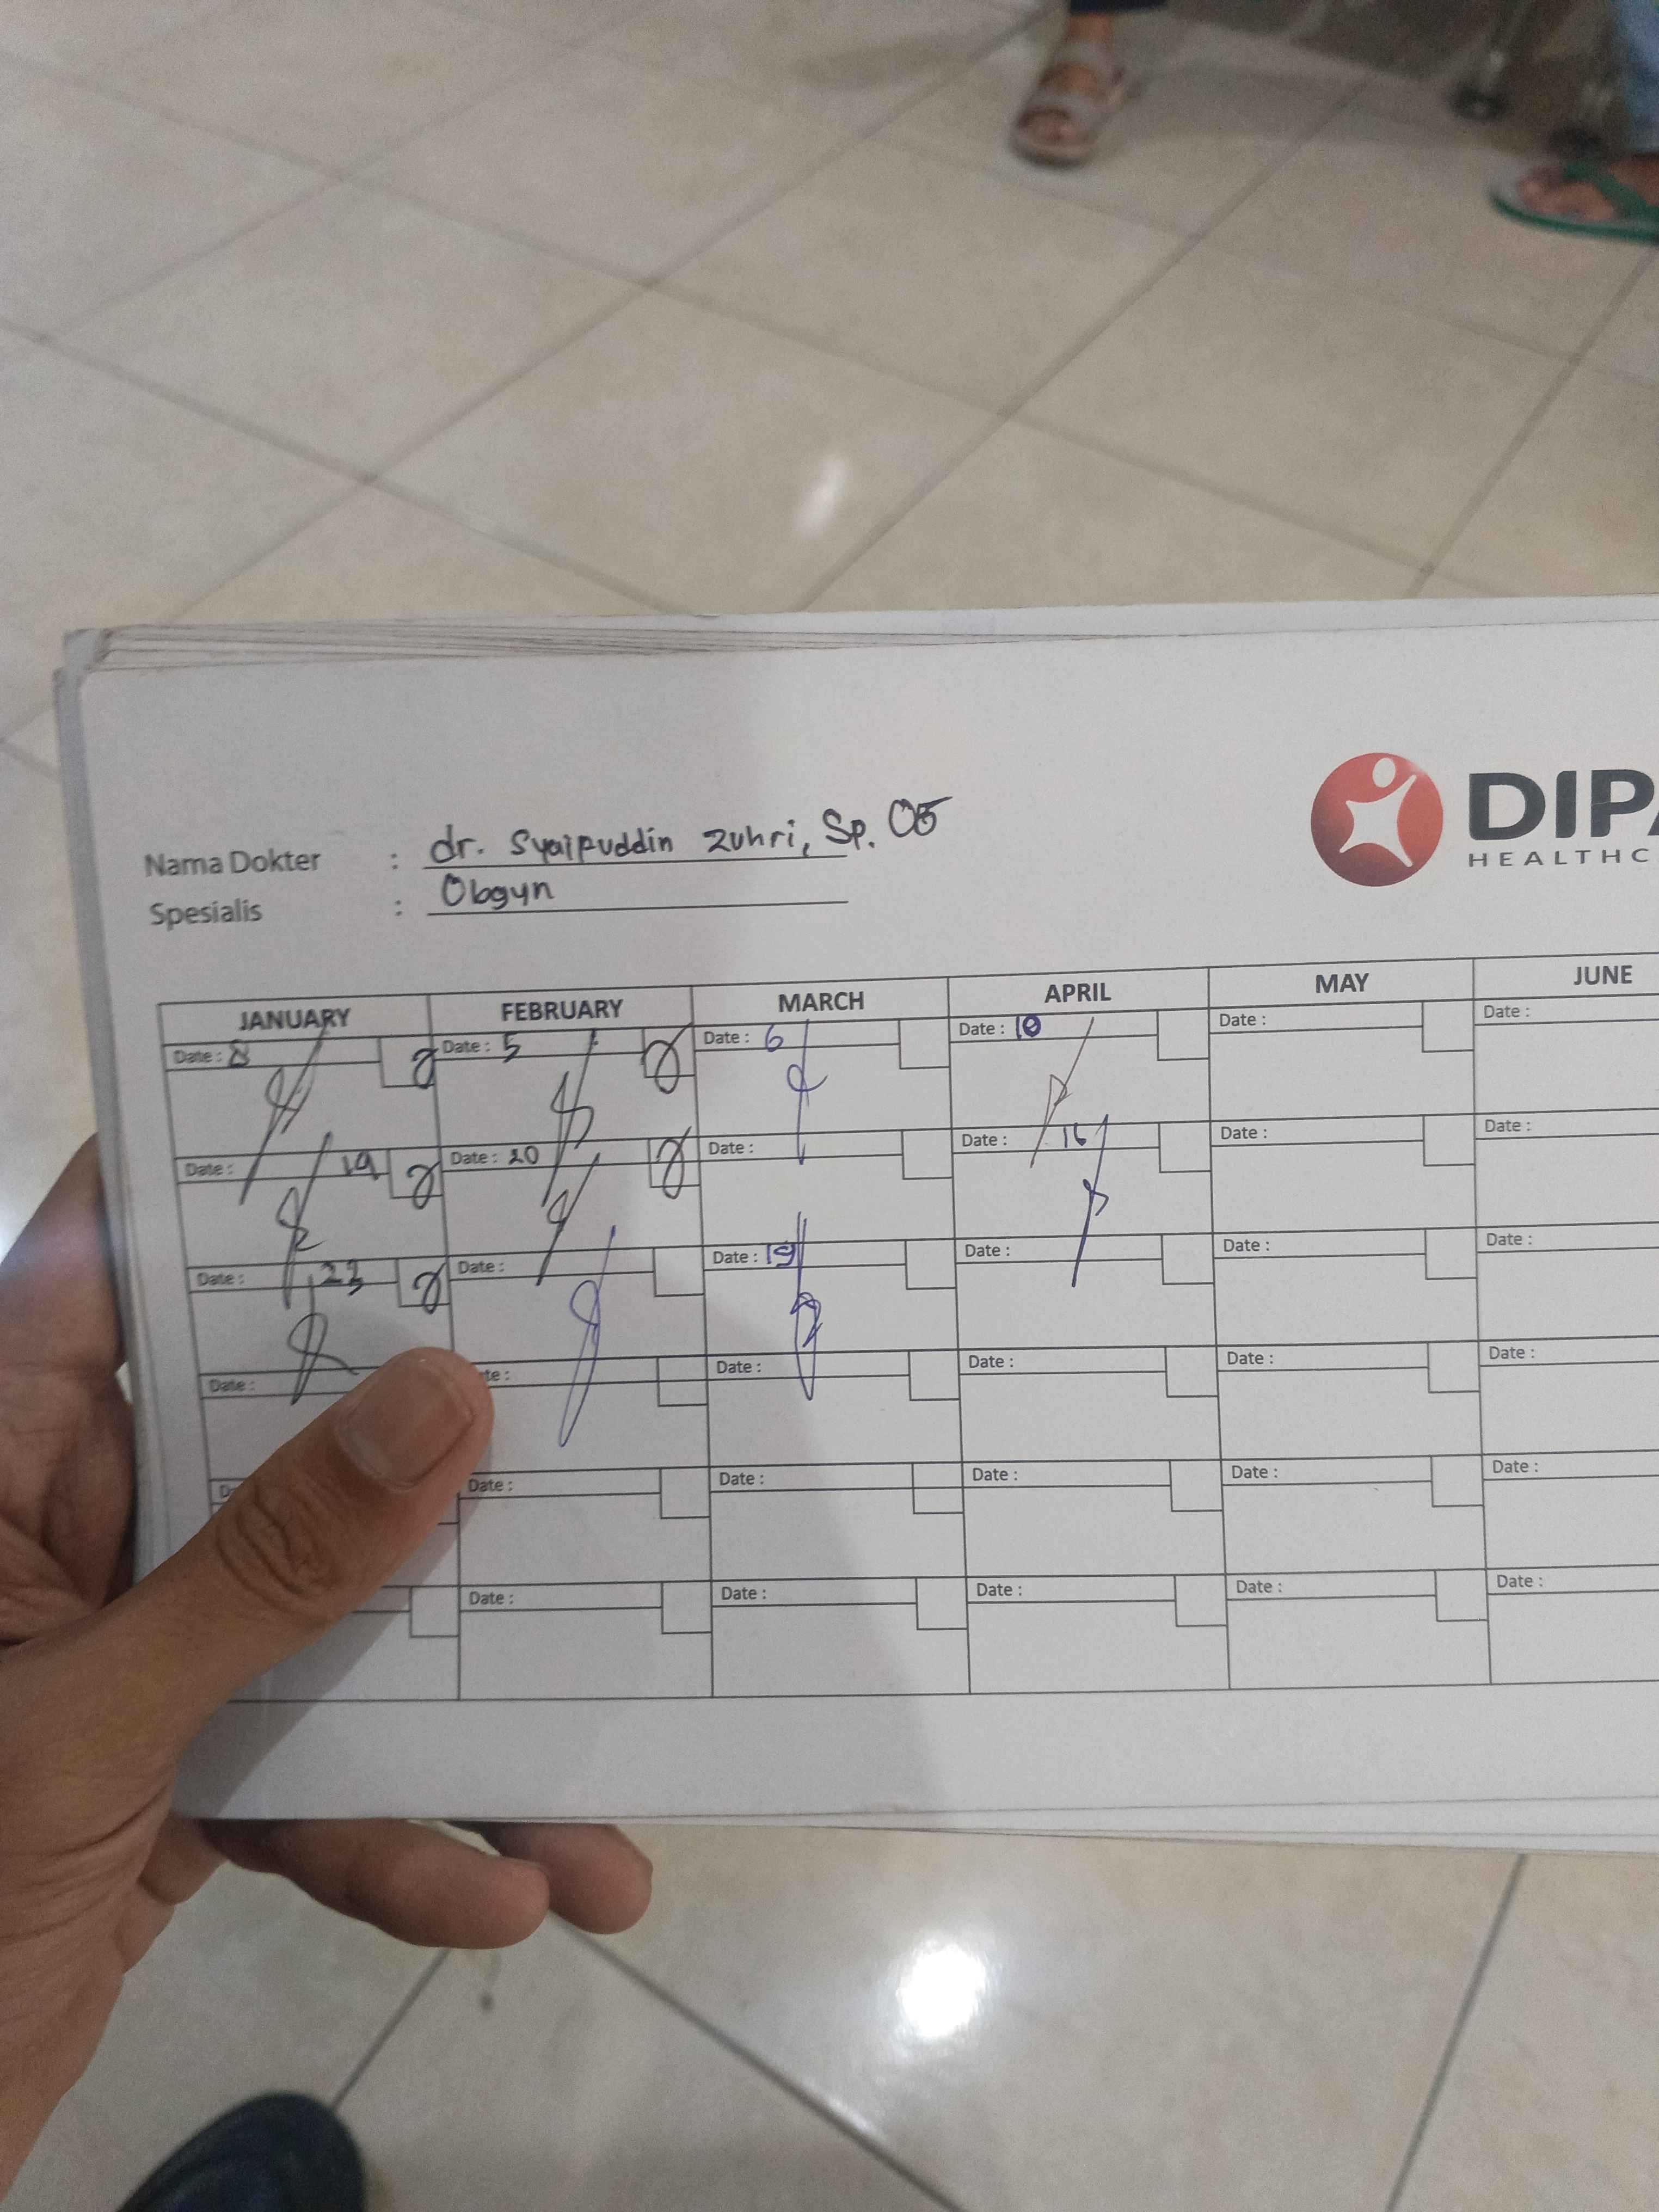 DIPA
HEALTHC
Nama Dokter : dr. Syaipuddin Zuhri, Sp. OG
Spesialis : Obgyn
JANUARY FEBRUARY MARCH APRIL MAY JUNE
Date : 8 Date : 5 Date : 6 Date : 10 Date : Date :
Date : 19 Date : 20 Date : Date : 16 Date : Date :
Date : 23 Date : Date : 19 Date : Date : Date :
Date : te : Date : Date : Date : Date :
Da Date : Date : Date : Date : Date :
Date : Date : Date : Date : Date :